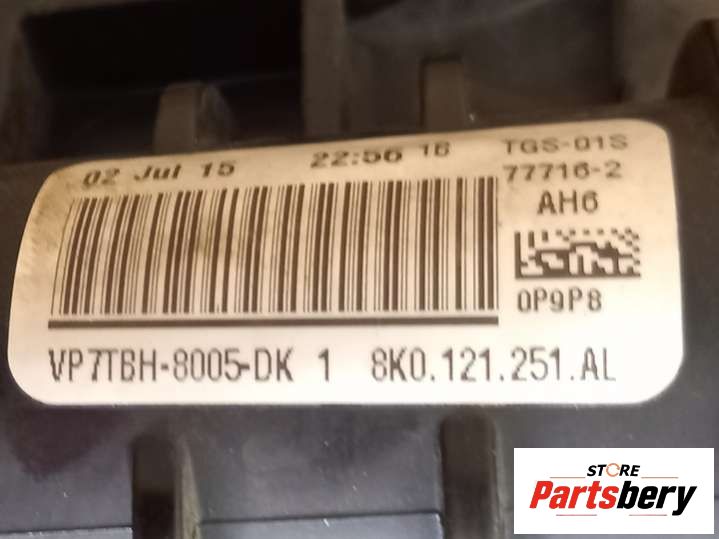 02 Jul 15 22:56 16 TGS-01S
77716-2
AH6
0P9P8
VP7TBH-8005-DK 1 8K0.121.251.AL
STORE
Partsbery